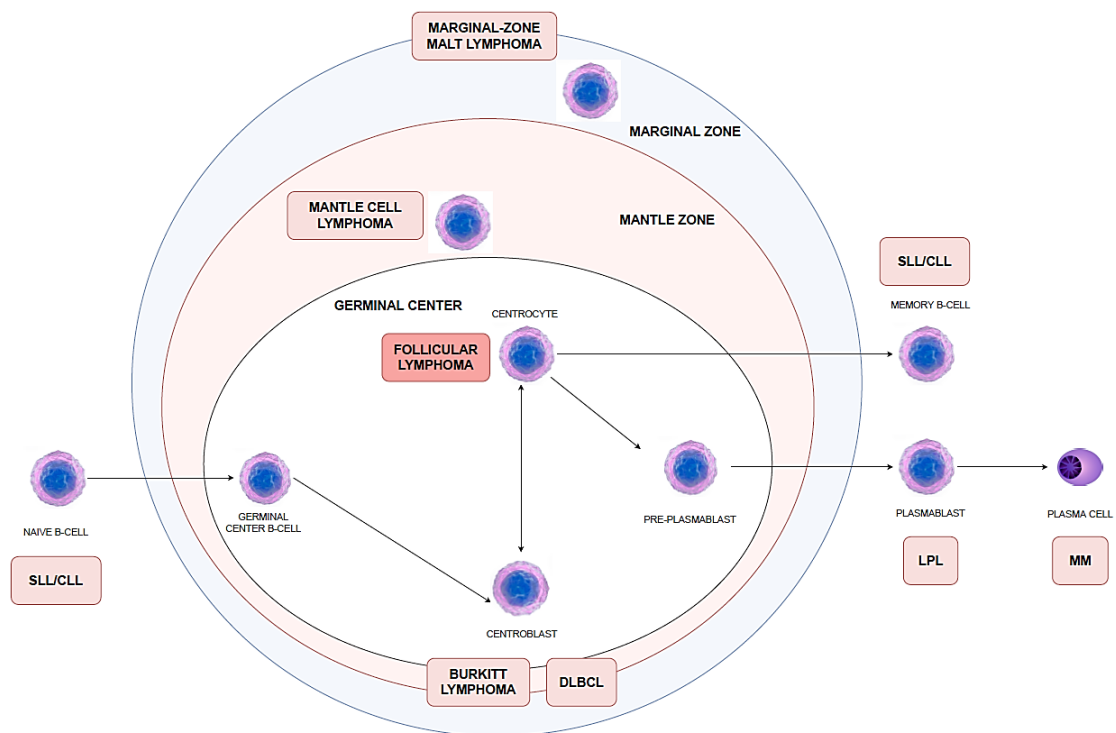 MARGINAL-ZONE
MALT LYMPHOMA
MARGINAL ZONE
MANTLE CELL
LYMPHOMA
MANTLE ZONE
SLL/CLL
MEMORY B-CELL
GERMINAL CENTER
CENTROCYTE
FOLLICULAR
LYMPHOMA
NAIVE B-CELL
SLL/CLL
GERMINAL
CENTER B-CELL
PRE-PLASMABLAST
PLASMABLAST
PLASMA CELL
LPL
MM
CENTROBLAST
BURKITT
LYMPHOMA
DLBCL